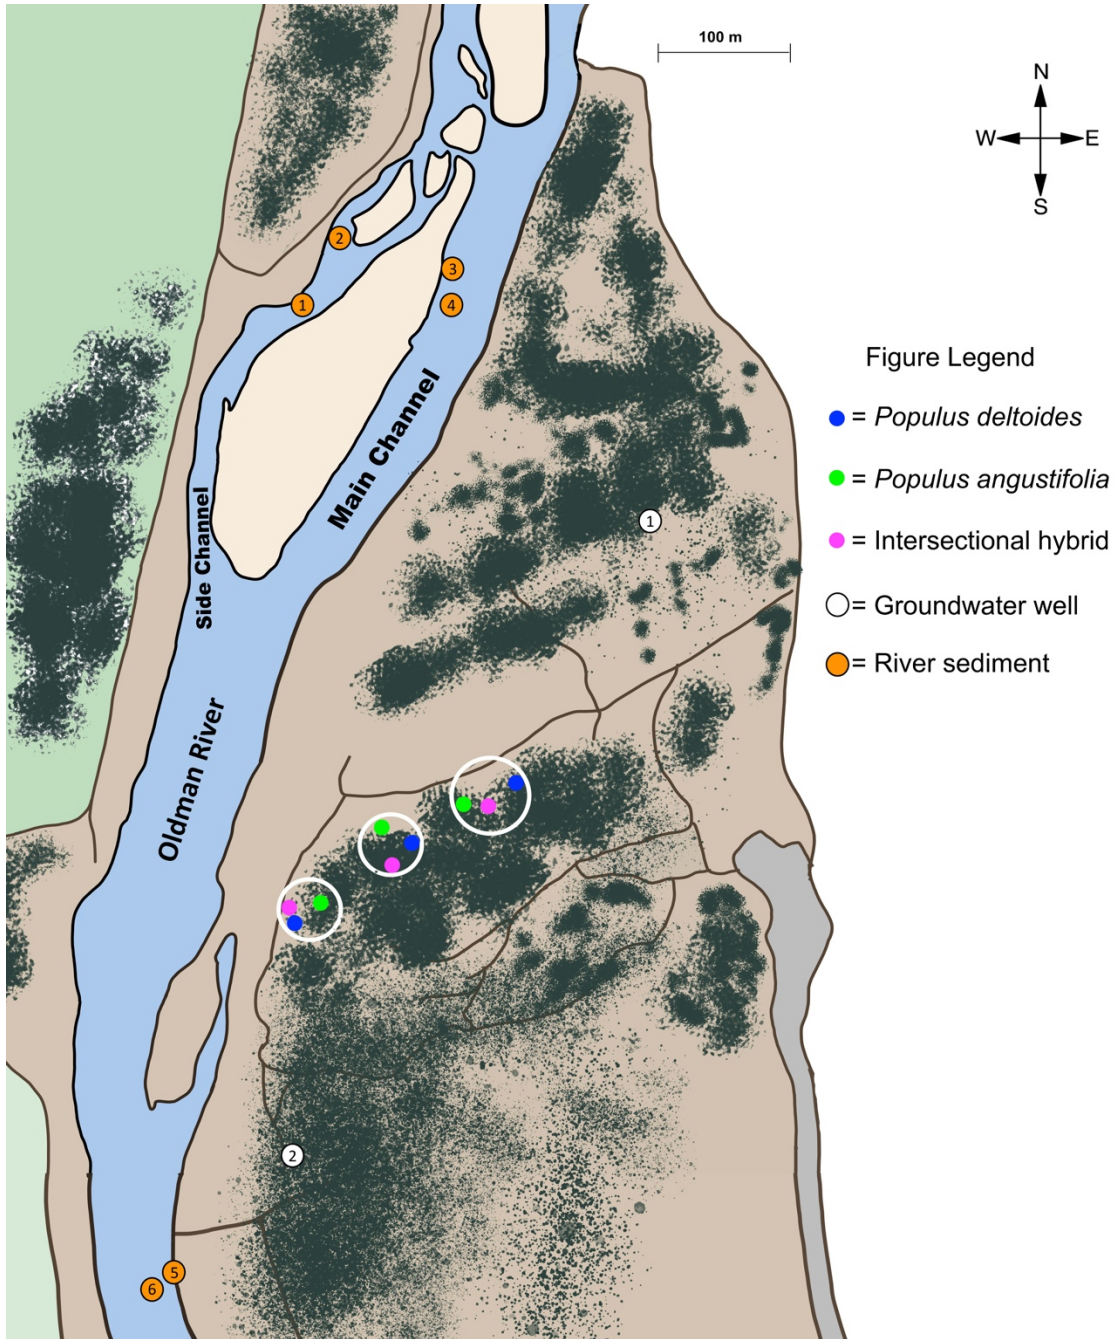 100 m
N
W E
S
2
3
1
4
Main Channel
Side Channel
Oldman River
Figure Legend
= Populus deltoides
= Populus angustifolia
= Intersectional hybrid
= Groundwater well
= River sediment
1
2
5
6